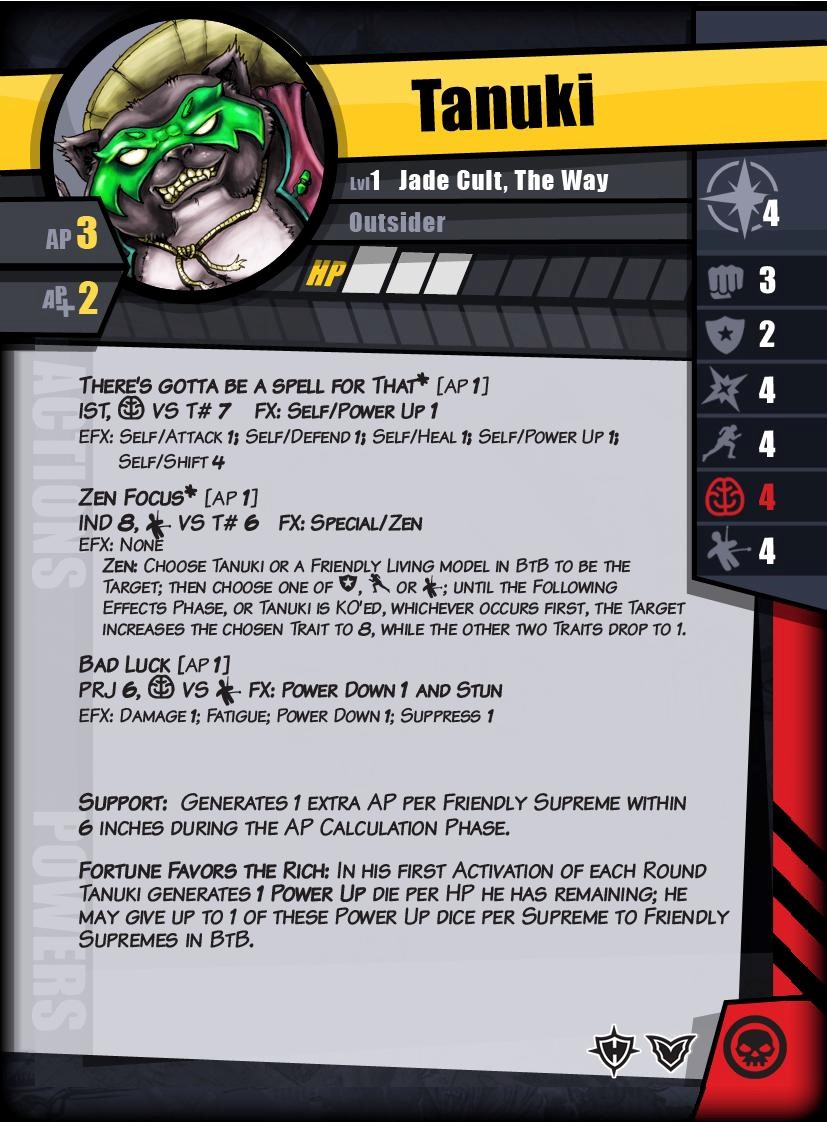 Tanuki
Lvl 1 Jade Cult, The Way
Outsider
AP 3
AP+ 2
HP
4
3
2
4
4
4
4
ACTIONS
There's gotta be a spell for That* [AP 1]
IST, VS T# 7 FX: Self/Power Up 1
EFX: Self/Attack 1; Self/Defend 1; Self/Heal 1; Self/Power Up 1;
Self/Shift 4
Zen Focus* [AP 1]
IND 8, VS T# 6 FX: Special/Zen
EFX: None
Zen: Choose Tanuki or a Friendly Living model in BtB to be the
Target; then choose one of , or ; until the Following
Effects Phase, or Tanuki is KO'ed, whichever occurs first, the Target
increases the chosen Trait to 8, while the other two Traits drop to 1.
Bad Luck [AP 1]
PRJ 6, VS FX: Power Down 1 and Stun
EFX: Damage 1; Fatigue; Power Down 1; Suppress 1
POWERS
Support: Generates 1 extra AP per Friendly Supreme within
6 inches during the AP Calculation Phase.
Fortune Favors the Rich: In his first Activation of each Round
Tanuki generates 1 Power Up die per HP he has remaining; he
may give up to 1 of these Power Up dice per Supreme to Friendly
Supremes in BtB.
H